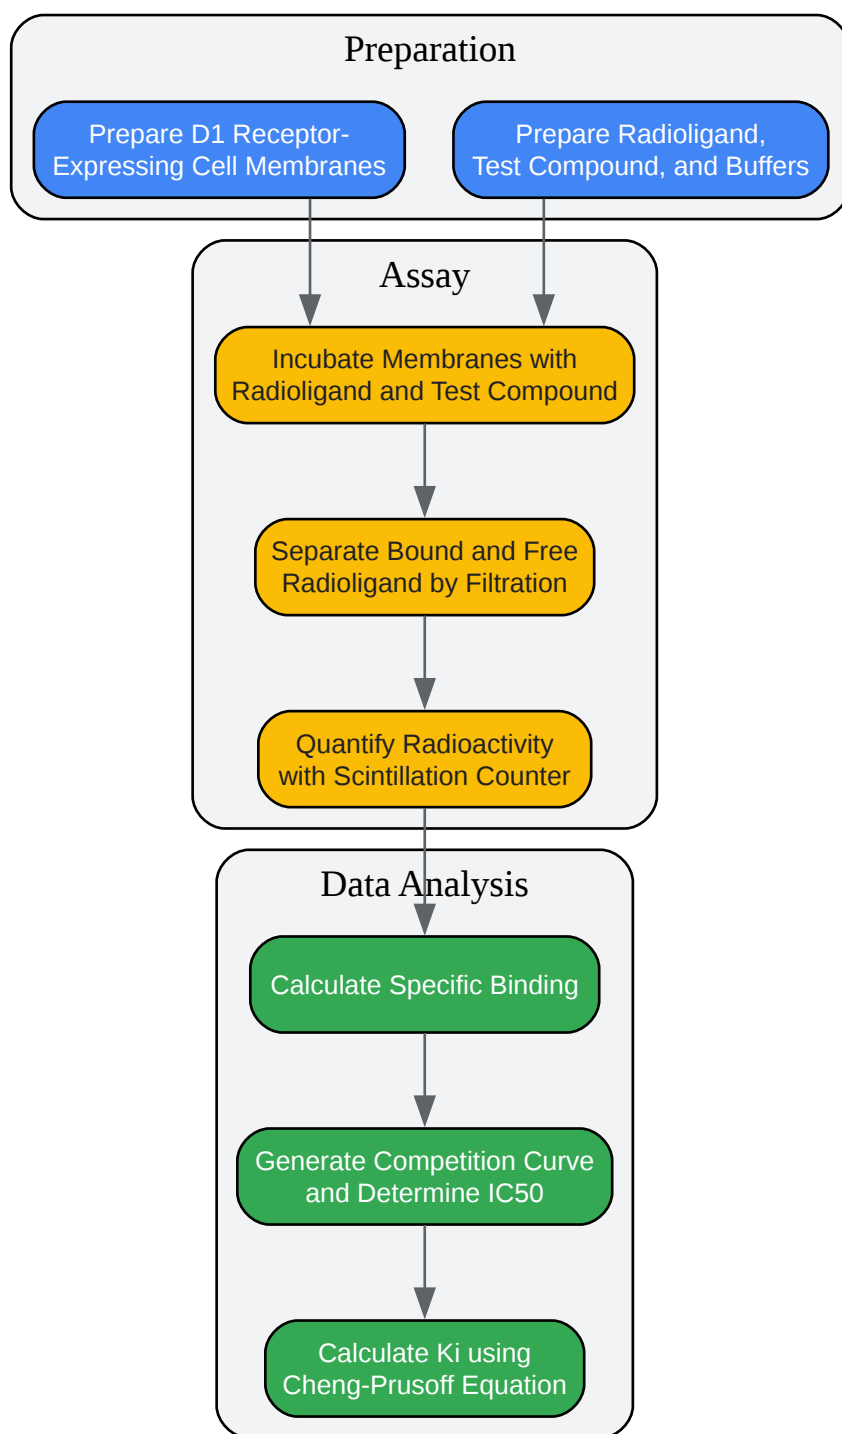 Preparation
Prepare D1 Receptor-
Expressing Cell Membranes
Prepare Radioligand,
Test Compound, and Buffers
Assay
Incubate Membranes with
Radioligand and Test Compound
Separate Bound and Free
Radioligand by Filtration
Quantify Radioactivity
with Scintillation Counter
Data Analysis
Calculate Specific Binding
Generate Competition Curve
and Determine IC50
Calculate Ki using
Cheng-Prusoff Equation